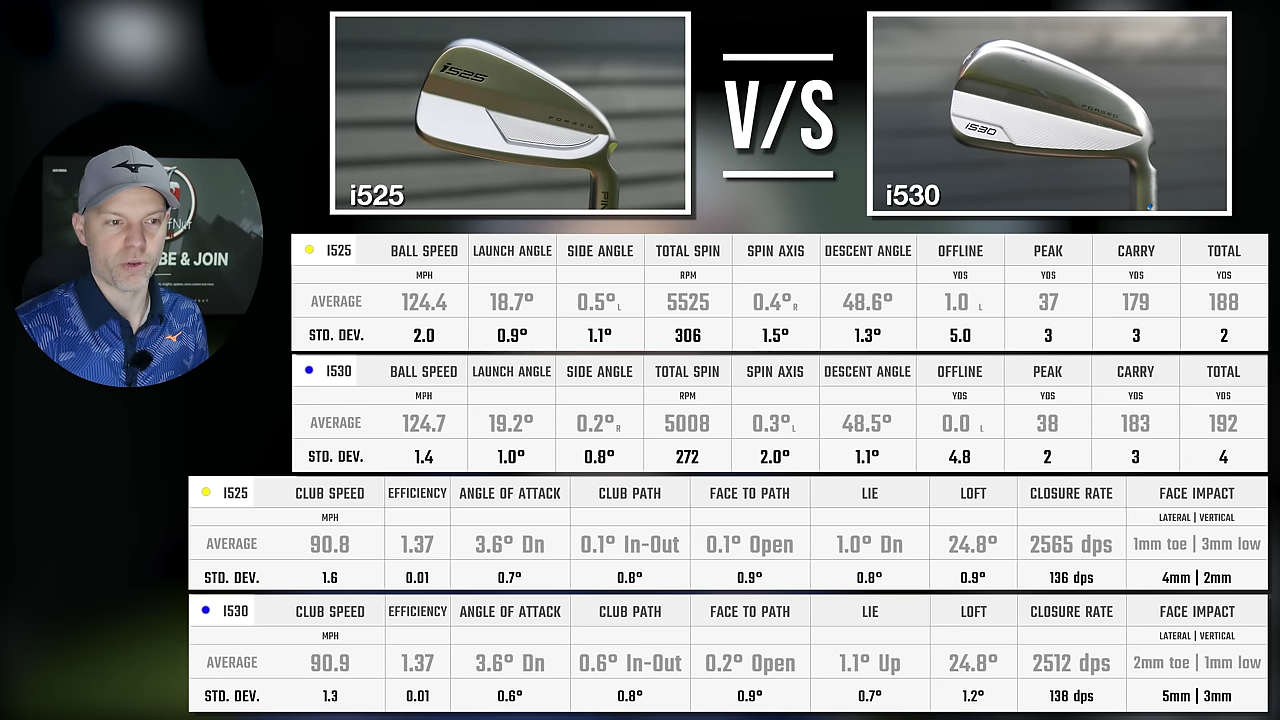 i525
FORGED
PIN
i525
V/S
i530
FORGED
i530
BE & JOIN
I525 BALL SPEED LAUNCH ANGLE SIDE ANGLE TOTAL SPIN SPIN AXIS DESCENT ANGLE OFFLINE PEAK CARRY TOTAL
MPH RPM YDS YDS YDS YDS
AVERAGE 124.4 18.7° 0.5° L 5525 0.4° R 48.6° 1.0 L 37 179 188
STD. DEV. 2.0 0.9° 1.1° 306 1.5° 1.3° 5.0 3 3 2
I530 BALL SPEED LAUNCH ANGLE SIDE ANGLE TOTAL SPIN SPIN AXIS DESCENT ANGLE OFFLINE PEAK CARRY TOTAL
MPH RPM YDS YDS YDS YDS
AVERAGE 124.7 19.2° 0.2° R 5008 0.3° L 48.5° 0.0 L 38 183 192
STD. DEV. 1.4 1.0° 0.8° 272 2.0° 1.1° 4.8 2 3 4
I525 CLUB SPEED EFFICIENCY ANGLE OF ATTACK CLUB PATH FACE TO PATH LIE LOFT CLOSURE RATE FACE IMPACT
MPH LATERAL | VERTICAL
AVERAGE 90.8 1.37 3.6° Dn 0.1° In-Out 0.1° Open 1.0° Dn 24.8° 2565 dps 1mm toe | 3mm low
STD. DEV. 1.6 0.01 0.7° 0.8° 0.9° 0.8° 0.9° 136 dps 4mm | 2mm
I530 CLUB SPEED EFFICIENCY ANGLE OF ATTACK CLUB PATH FACE TO PATH LIE LOFT CLOSURE RATE FACE IMPACT
MPH LATERAL | VERTICAL
AVERAGE 90.9 1.37 3.6° Dn 0.6° In-Out 0.2° Open 1.1° Up 24.8° 2512 dps 2mm toe | 1mm low
STD. DEV. 1.3 0.01 0.6° 0.8° 0.9° 0.7° 1.2° 138 dps 5mm | 3mm